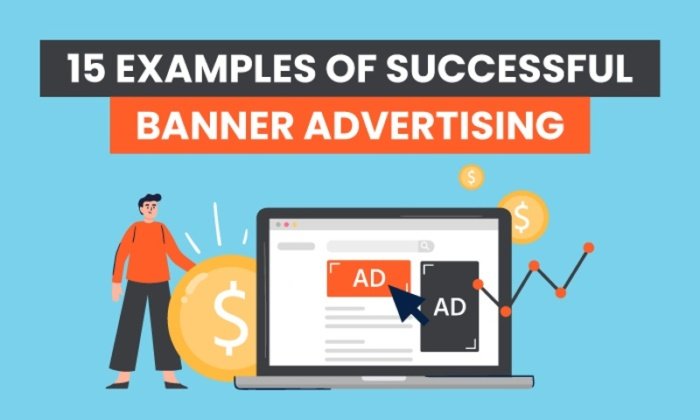 15 EXAMPLES OF SUCCESSFUL
BANNER ADVERTISING
$
$
$
AD
AD